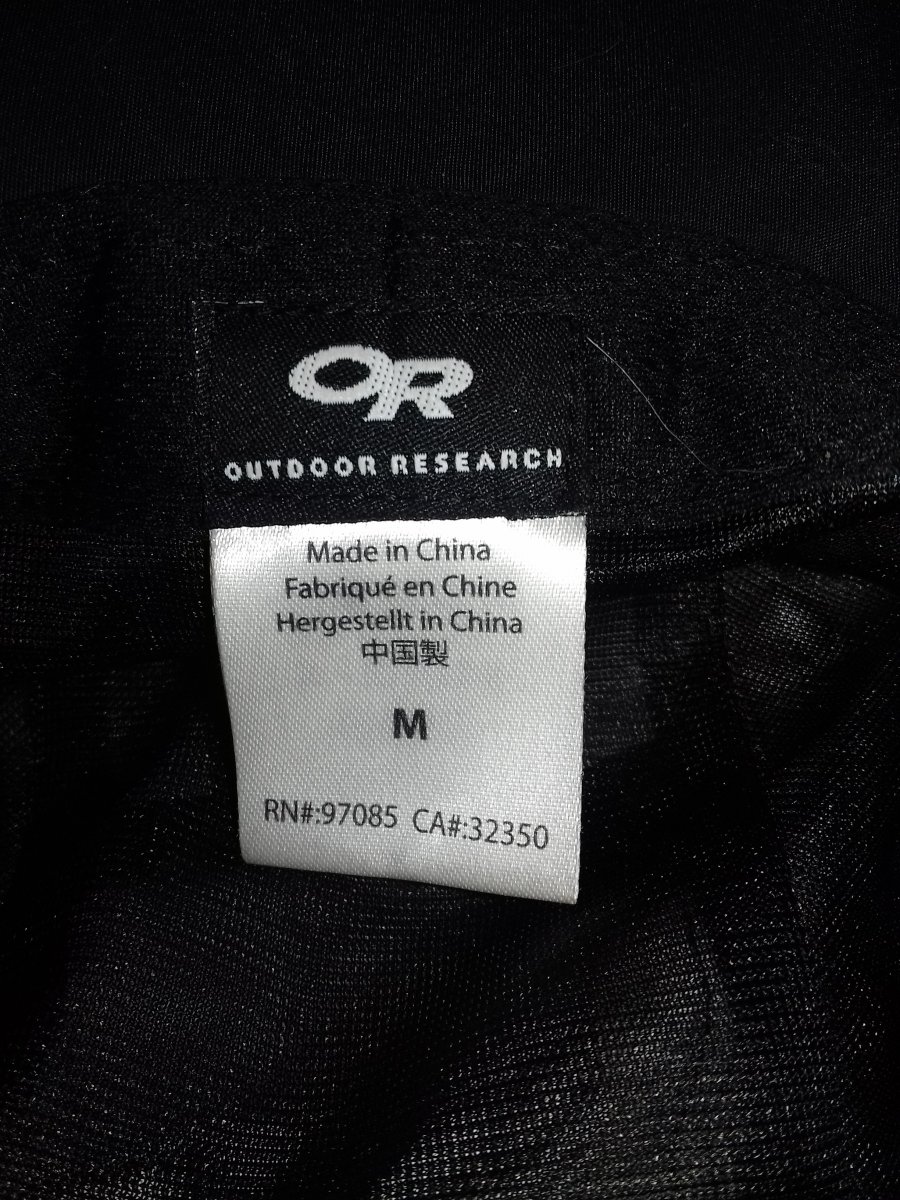 OR
OUTDOOR RESEARCH
Made in China
Fabriqué en Chine
Hergestellt in China
中国製
M
RN#:97085 CA#:32350